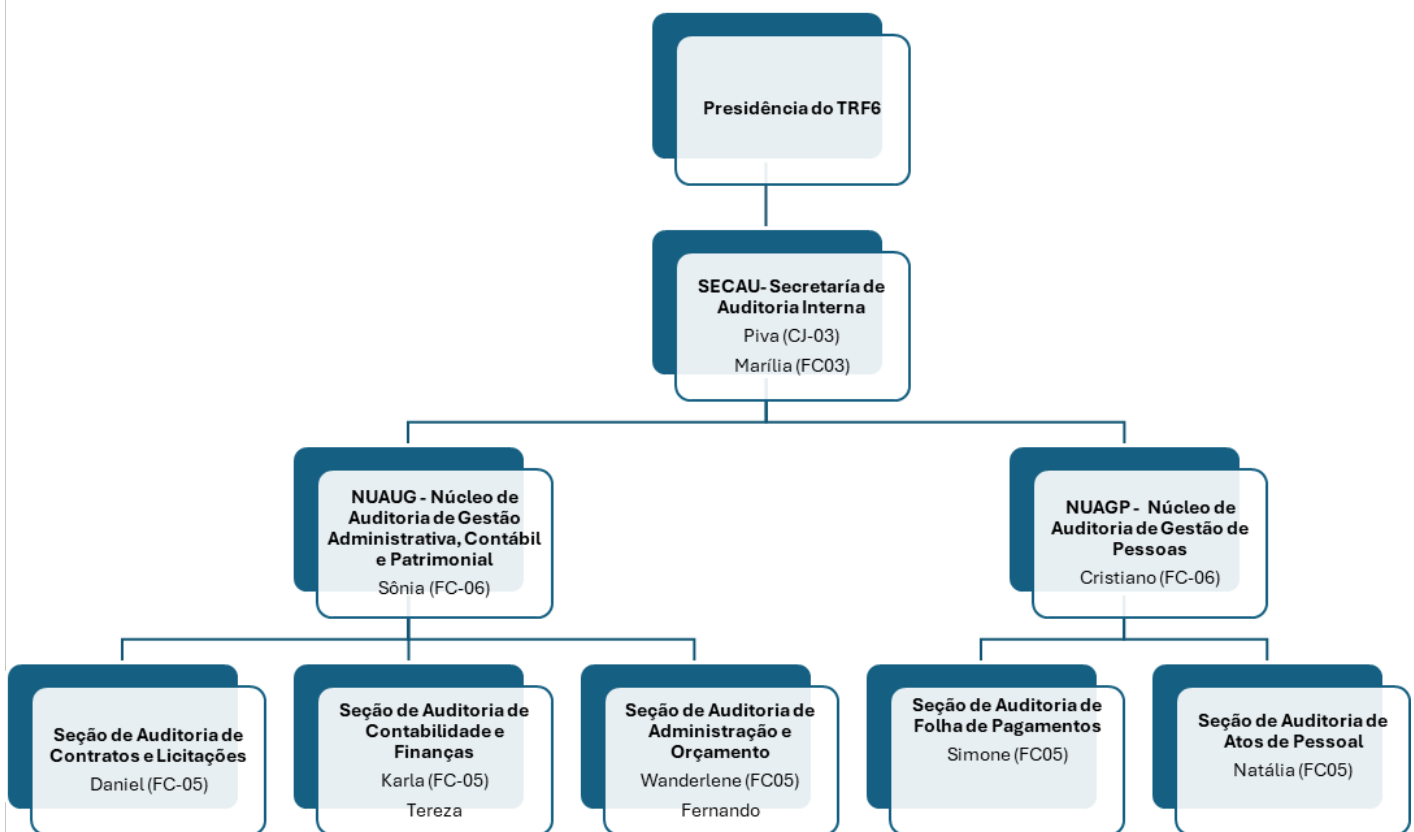 Presidência do TRF6
SECAU- Secretaría de
Auditoria Interna
Piva (CJ-03)
Marília (FC03)
NUAUG - Núcleo de
Auditoria de Gestão
Administrativa, Contábil
e Patrimonial
Sônia (FC-06)
NUAGP -  Núcleo de
Auditoria de Gestão de
Pessoas
Cristiano (FC-06)
Seção de Auditoria de
Contratos e Licitações
Daniel (FC-05)
Seção de Auditoria de
Contabilidade e
Finanças
Karla (FC-05)
Tereza
Seção de Auditoria de
Administração e
Orçamento
Wanderlene (FC05)
Fernando
Seção de Auditoria de
Folha de Pagamentos
Simone (FC05)
Seção de Auditoria de
Atos de Pessoal
Natália (FC05)